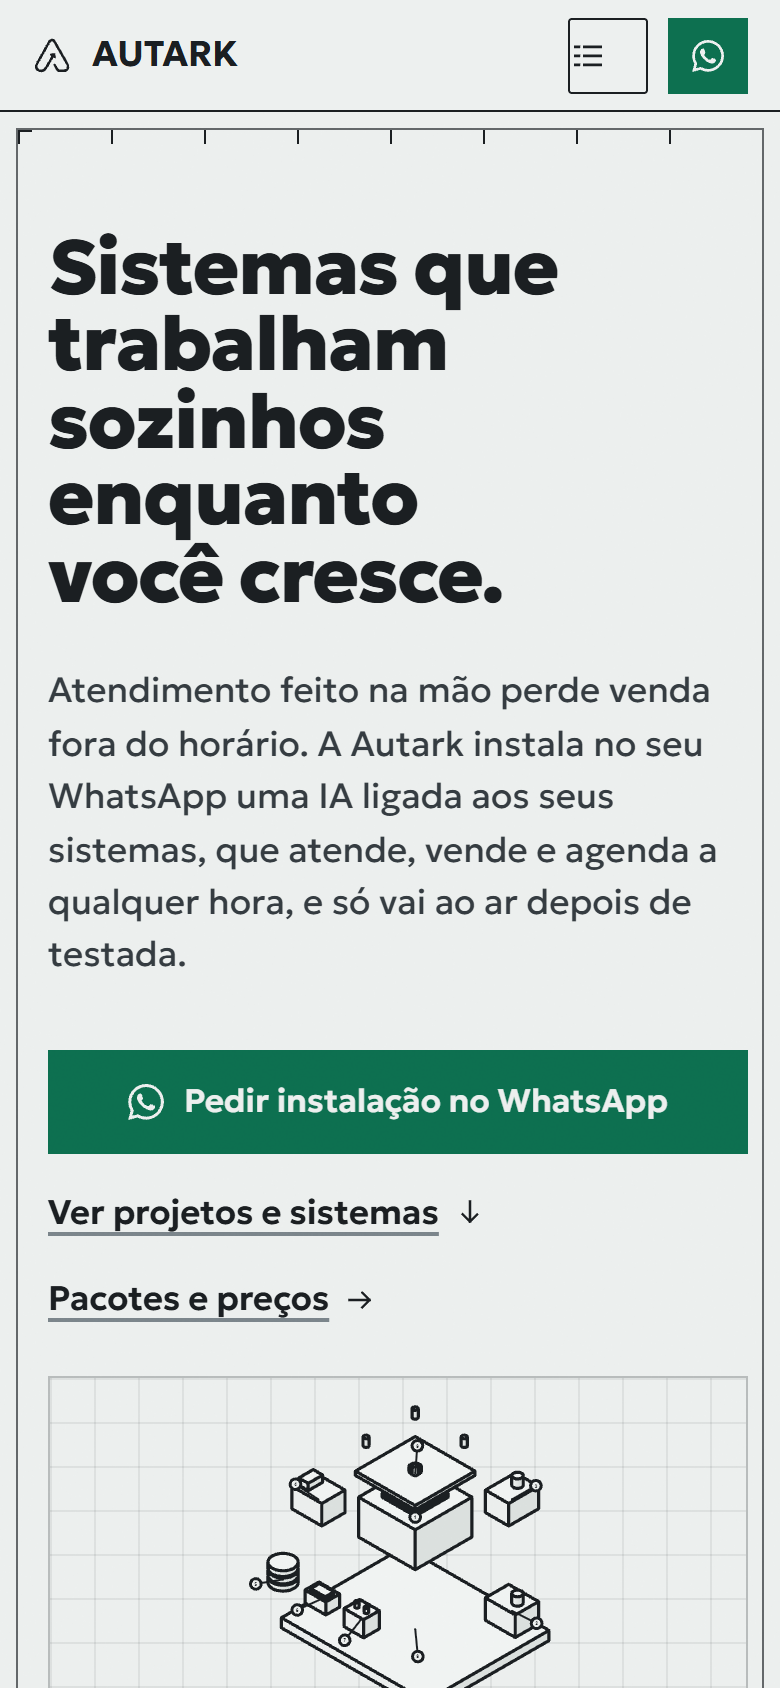 AUTARK
Sistemas que
trabalham
sozinhos
enquanto
você cresce.
Atendimento feito na mão perde venda
fora do horário. A Autark instala no seu
WhatsApp uma IA ligada aos seus
sistemas, que atende, vende e agenda a
qualquer hora, e só vai ao ar depois de
testada.
Pedir instalação no WhatsApp
Ver projetos e sistemas ↓
Pacotes e preços →